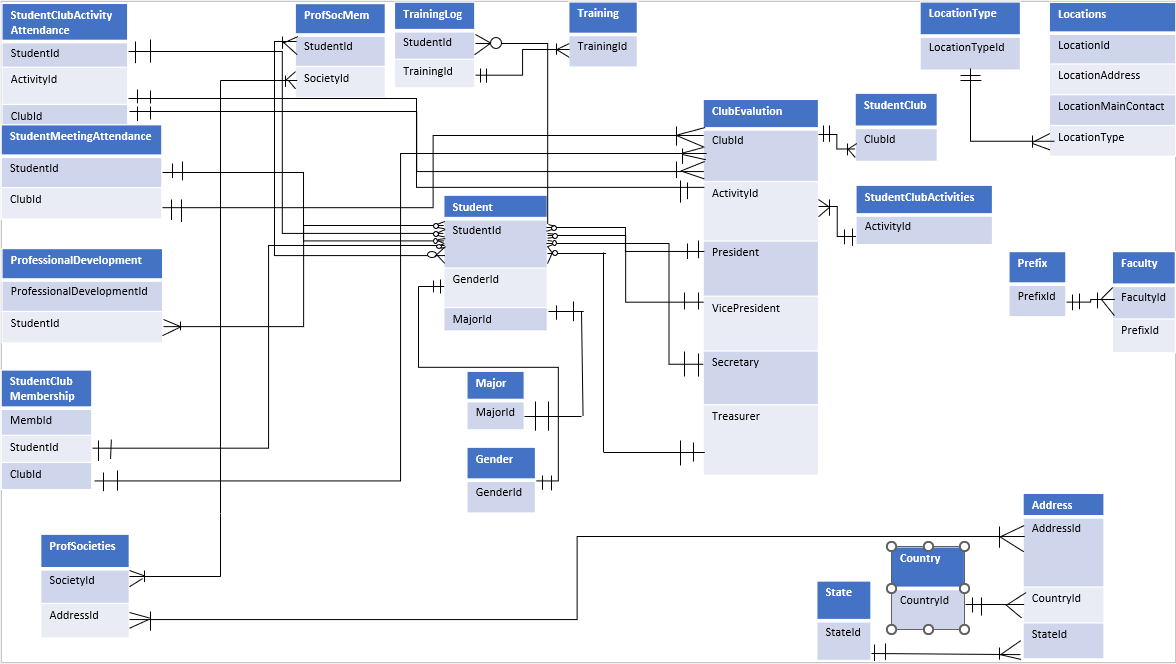 StudentClubActivity
Attendance
StudentId
ActivityId
ClubId
StudentMeetingAttendance
StudentId
ClubId
ProfessionalDevelopment
ProfessionalDevelopmentId
StudentId
StudentClub
Membership
MembId
StudentId
ClubId
ProfSocieties
SocietyId
AddressId
ProfSocMem
StudentId
SocietyId
TrainingLog
StudentId
TrainingId
Training
TrainingId
Student
StudentId
GenderId
MajorId
Major
MajorId
Gender
GenderId
ClubEvalution
ClubId
ActivityId
President
VicePresident
Secretary
Treasurer
StudentClub
ClubId
StudentClubActivities
ActivityId
LocationType
LocationTypeId
Locations
LocationId
LocationAddress
LocationMainContact
LocationType
Prefix
PrefixId
Faculty
FacultyId
PrefixId
Address
AddressId
CountryId
StateId
Country
CountryId
State
StateId